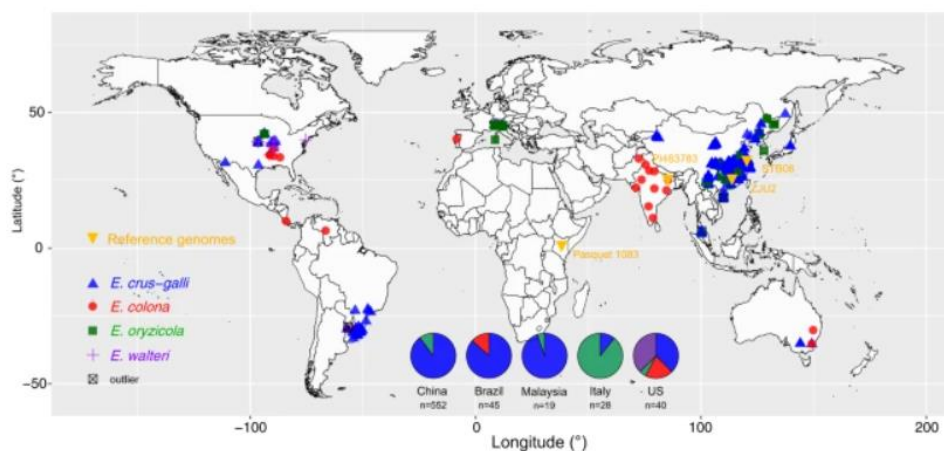 50
0
−50
Latitude (°)
PI463783
STB08
ZJU2
Pasquet 1083
Reference genomes
E. crus−galli
E. colona
E. oryzicola
E. walteri
outlier
China
n=552
Brazil
n=45
Malaysia
n=19
Italy
n=28
US
n=40
−100
0
100
200
Longitude (°)